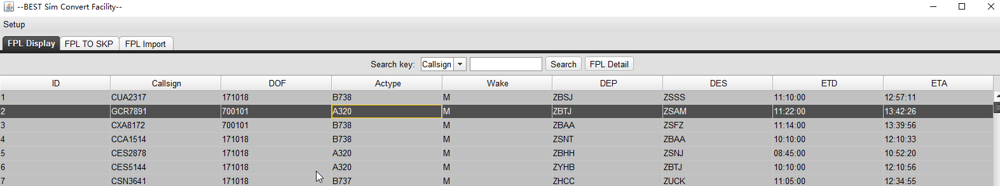 --BEST Sim Convert Facility--
Setup
FPL Display FPL TO SKP FPL Import
Search key: Callsign Search FPL Detail
ID Callsign DOF Actype Wake DEP DES ETD ETA
1 CUA2317 171018 B738 M ZBSJ ZSSS 11:10:00 12:57:11
2 GCR7891 700101 A320 M ZBTJ ZSAM 11:22:00 13:42:26
3 CXA8172 700101 B738 M ZBAA ZSFZ 11:14:00 13:39:56
4 CCA1514 171018 B738 M ZSNT ZBAA 10:10:00 12:10:33
5 CES2878 171018 A320 M ZBHH ZSNJ 08:45:00 10:52:20
6 CES5144 171018 A320 M ZYHB ZBTJ 10:10:00 12:10:56
7 CSN3641 171018 B737 M ZHCC ZUCK 11:05:00 12:34:55